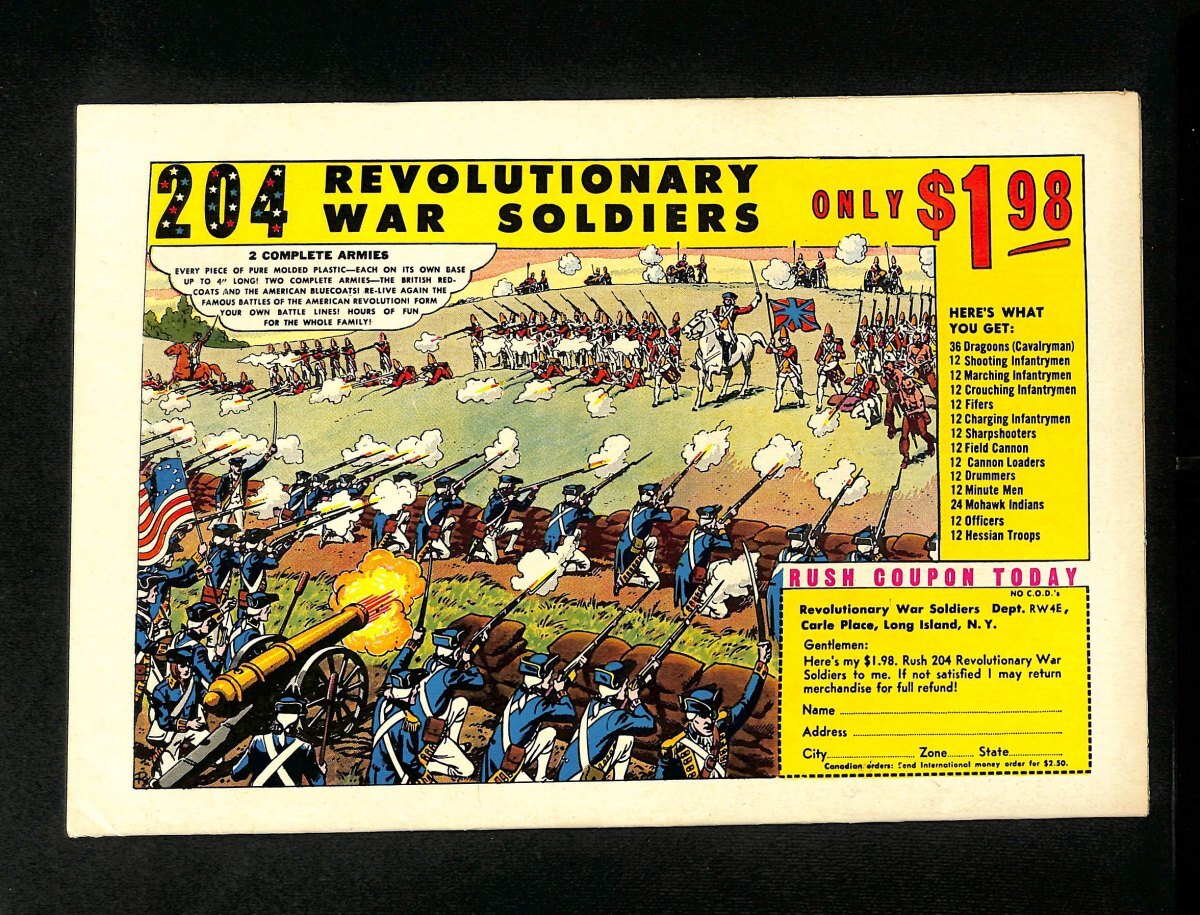 204 REVOLUTIONARY
WAR SOLDIERS
ONLY $1.98
2 COMPLETE ARMIES
EVERY PIECE OF PURE MOLDED PLASTIC—EACH ON ITS OWN BASE
UP TO 4" LONG! TWO COMPLETE ARMIES—THE BRITISH RED-
COATS AND THE AMERICAN BLUECOATS! RE-LIVE AGAIN THE
FAMOUS BATTLES OF THE AMERICAN REVOLUTION! FORM
YOUR OWN BATTLE LINES! HOURS OF FUN
FOR THE WHOLE FAMILY!
HERE'S WHAT
YOU GET:
36 Dragoons (Cavalryman)
12 Shooting Infantrymen
12 Marching Infantrymen
12 Crouching Infantrymen
12 Fifers
12 Charging Infantrymen
12 Sharpshooters
12 Field Cannon
12 Cannon Loaders
12 Drummers
12 Minute Men
24 Mohawk Indians
12 Officers
12 Hessian Troops
RUSH COUPON TODAY
NO C.O.D.'s
Revolutionary War Soldiers Dept. RW4E,
Carle Place, Long Island, N. Y.
Gentlemen:
Here's my $1.98. Rush 204 Revolutionary War
Soldiers to me. If not satisfied I may return
merchandise for full refund!
Name
Address
City Zone State
Canadian orders: Send International money order for $2.50.